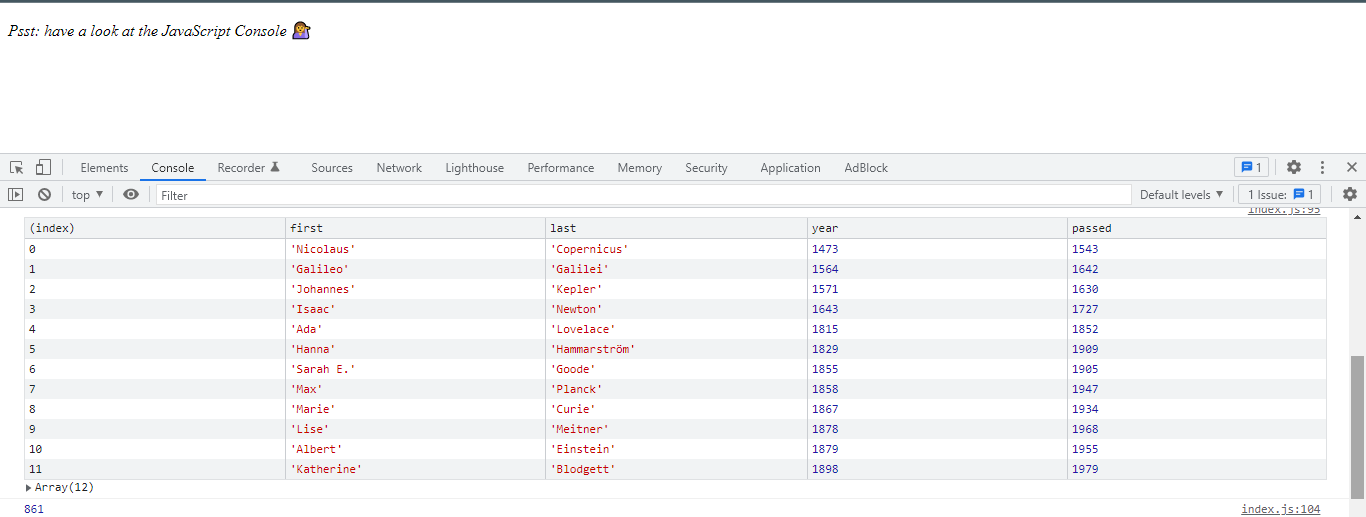 Psst: have a look at the JavaScript Console 💁
Elements Console Recorder Sources Network Lighthouse Performance Memory Security Application AdBlock 1
top ▼ Filter Default levels ▼ 1 Issue: 1
index.js:95
(index) first last year passed
0 'Nicolaus' 'Copernicus' 1473 1543
1 'Galileo' 'Galilei' 1564 1642
2 'Johannes' 'Kepler' 1571 1630
3 'Isaac' 'Newton' 1643 1727
4 'Ada' 'Lovelace' 1815 1852
5 'Hanna' 'Hammarström' 1829 1909
6 'Sarah E.' 'Goode' 1855 1905
7 'Max' 'Planck' 1858 1947
8 'Marie' 'Curie' 1867 1934
9 'Lise' 'Meitner' 1878 1968
10 'Albert' 'Einstein' 1879 1955
11 'Katherine' 'Blodgett' 1898 1979
▶ Array(12)
861 index.js:104